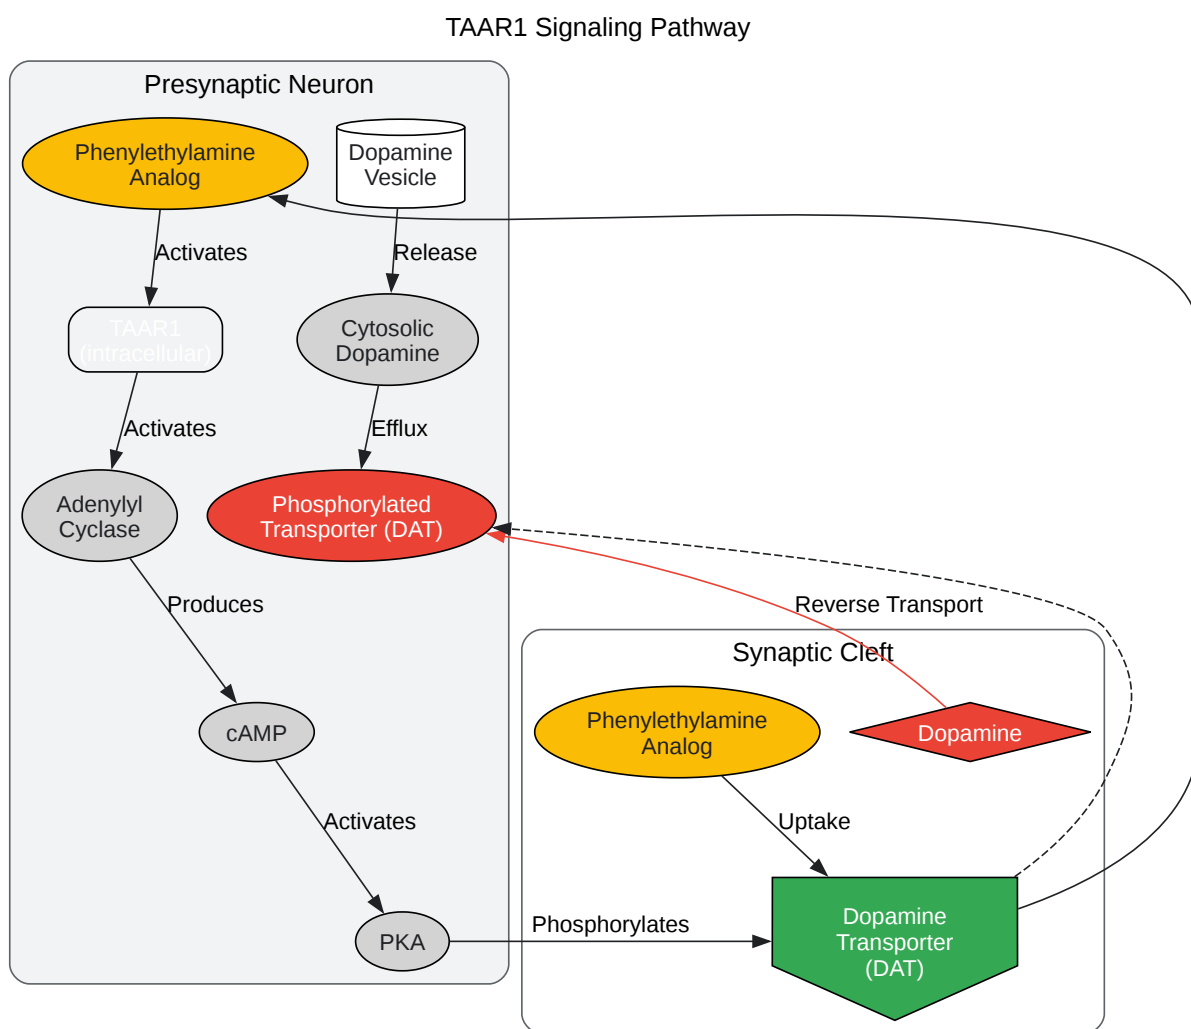 TAAR1 Signaling Pathway
Presynaptic Neuron
Phenylethylamine
Analog
Dopamine
Vesicle
Activates
Release
TAAR1
(intracellular)
Cytosolic
Dopamine
Activates
Efflux
Adenylyl
Cyclase
Phosphorylated
Transporter (DAT)
Produces
Reverse Transport
Synaptic Cleft
Phenylethylamine
Analog
cAMP
Dopamine
Activates
Uptake
Phosphorylates
PKA
Dopamine
Transporter
(DAT)